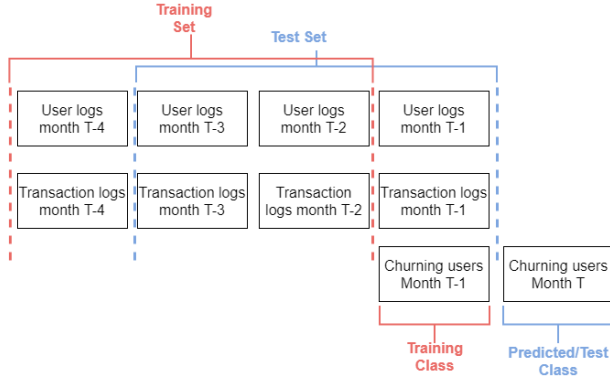 Training
Set
Test Set
User logs
month T-4
User logs
month T-3
User logs
month T-2
User logs
month T-1
Transaction logs
month T-4
Transaction logs
month T-3
Transaction
logs month T-2
Transaction logs
month T-1
Churning users
Month T-1
Churning users
Month T
Training
Class
Predicted/Test
Class